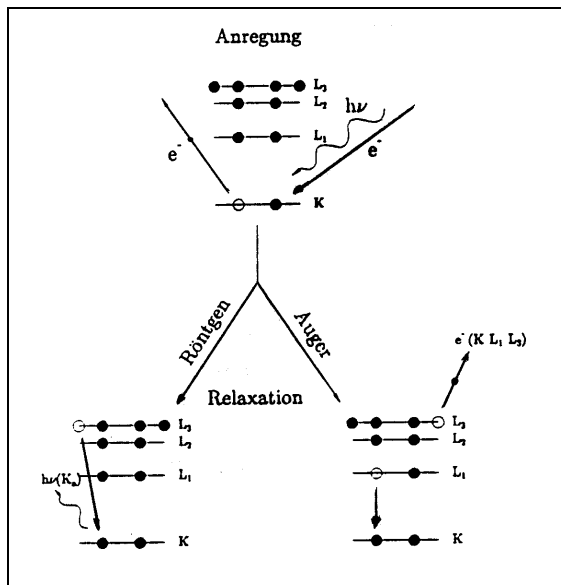 Anregung
L₃
L₂
hν
L₁
e⁻
e⁻
K
Röntgen
Auger
e⁻(K L₁ L₃)
Relaxation
L₃
L₃
L₂
L₂
hν(Kα)
L₁
L₁
K
K